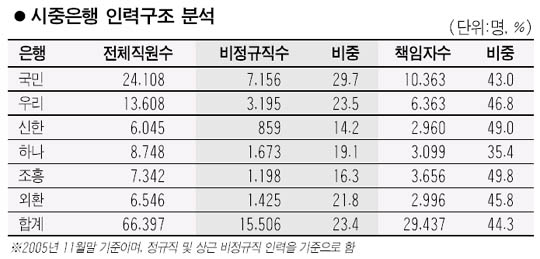 ● 시중은행 인력구조 분석
(단위:명, %)
은행 전체직원수 비정규직수 비중 책임자수 비중
국민 24.108 7.156 29.7 10.363 43.0
우리 13.608 3.195 23.5 6.363 46.8
신한 6.045 859 14.2 2.960 49.0
하나 8.748 1.673 19.1 3.099 35.4
조흥 7.342 1.198 16.3 3.656 49.8
외환 6.546 1.425 21.8 2.996 45.8
합계 66.397 15.506 23.4 29.437 44.3
※2005년 11월말 기준이며, 정규직 및 상근 비정규직 인력을 기준으로 함